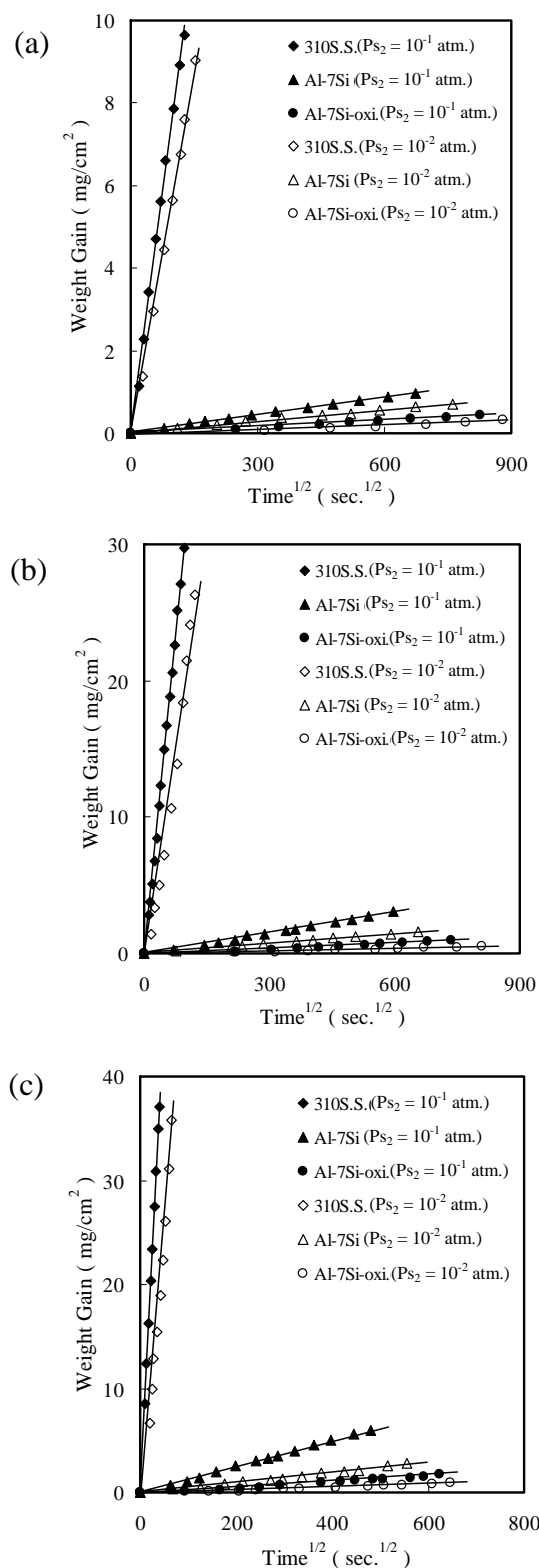 (a)
10
8
6
4
2
0
Weight Gain ( mg/cm2 )
310S.S.(Ps2 = 10-1 atm.)
Al-7Si (Ps2 = 10-1 atm.)
Al-7Si-oxi.(Ps2 = 10-1 atm.)
310S.S.(Ps2 = 10-2 atm.)
Al-7Si (Ps2 = 10-2 atm.)
Al-7Si-oxi.(Ps2 = 10-2 atm.)
0 300 600 900
Time1/2 ( sec.1/2 )
(b)
30
20
10
0
Weight Gain ( mg/cm2 )
310S.S.(Ps2 = 10-1 atm.)
Al-7Si (Ps2 = 10-1 atm.)
Al-7Si-oxi.(Ps2 = 10-1 atm.)
310S.S.(Ps2 = 10-2 atm.)
Al-7Si (Ps2 = 10-2 atm.)
Al-7Si-oxi.(Ps2 = 10-2 atm.)
0 300 600 900
Time1/2 ( sec.1/2 )
(c)
40
30
20
10
0
Weight Gain ( mg/cm2 )
310S.S.(Ps2 = 10-1 atm.)
Al-7Si (Ps2 = 10-1 atm.)
Al-7Si-oxi.(Ps2 = 10-1 atm.)
310S.S.(Ps2 = 10-2 atm.)
Al-7Si (Ps2 = 10-2 atm.)
Al-7Si-oxi.(Ps2 = 10-2 atm.)
0 200 400 600 800
Time1/2 ( sec.1/2 )